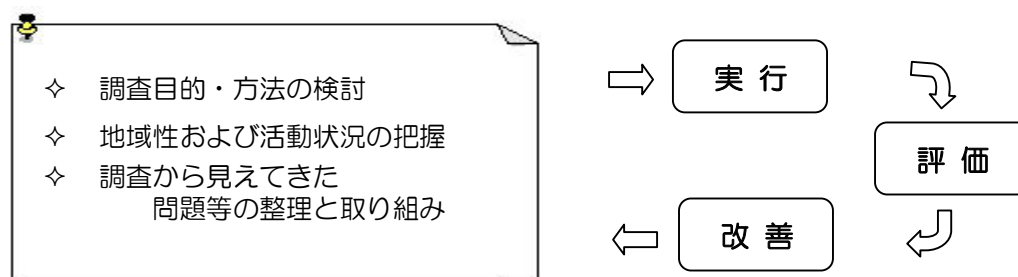 ✧ 調査目的・方法の検討
✧ 地域性および活動状況の把握
✧ 調査から見えてきた
問題等の整理と取り組み
実 行
評 価
改 善